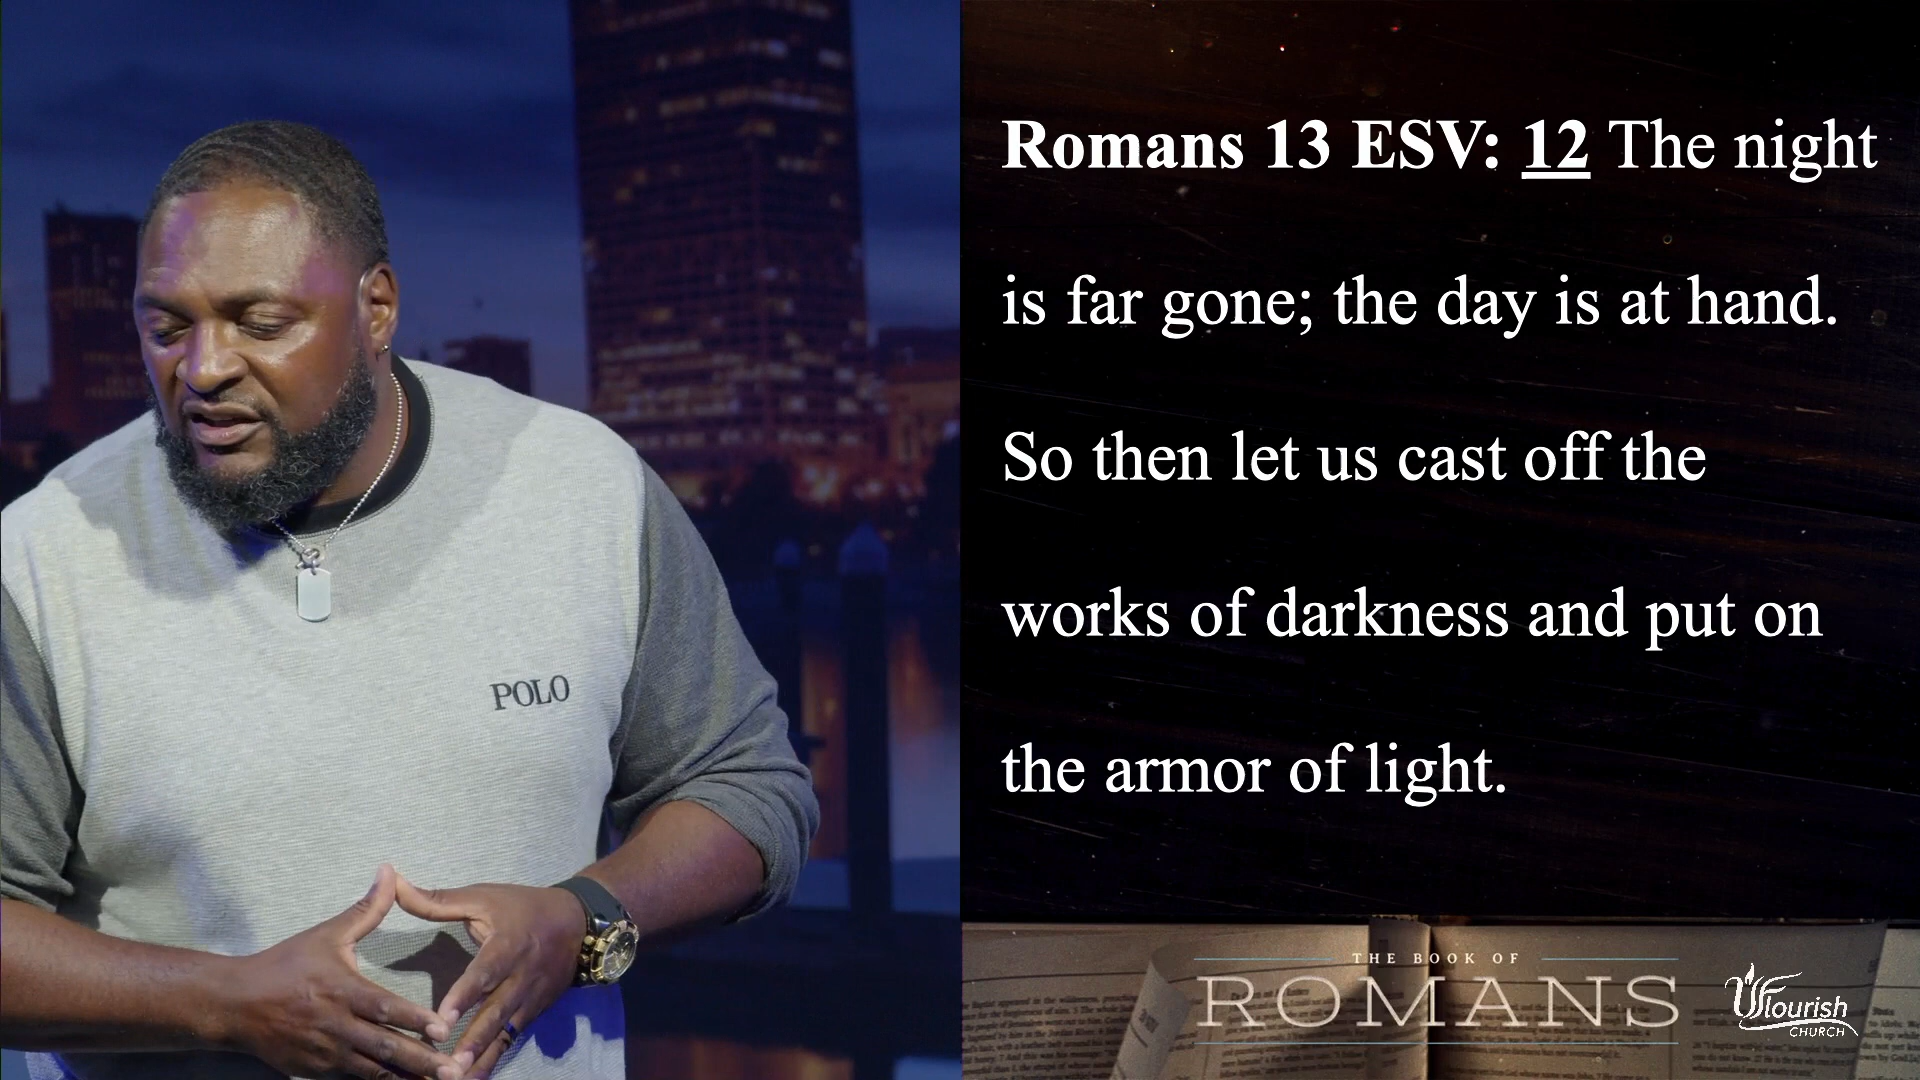 POLO
Romans 13 ESV: 12 The night
is far gone; the day is at hand.
So then let us cast off the
works of darkness and put on
the armor of light.
THE BOOK OF
ROMANS
Flourish
CHURCH